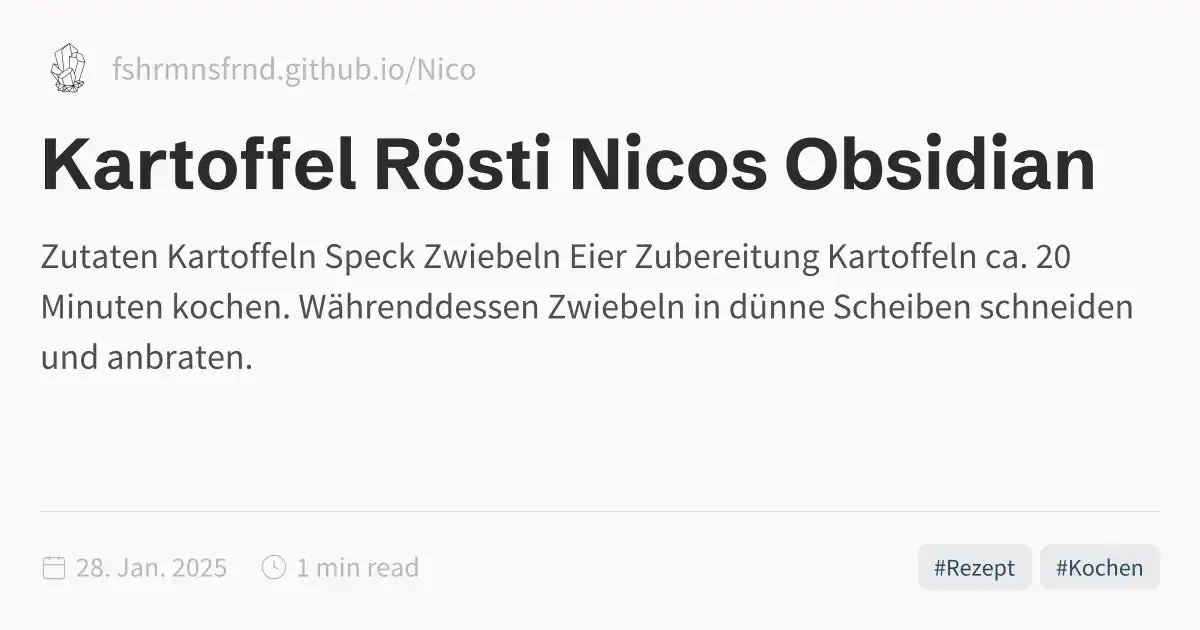 fshrmnsfrnd.github.io/Nico
Kartoffel Rösti Nicos Obsidian
Zutaten Kartoffeln Speck Zwiebeln Eier Zubereitung Kartoffeln ca. 20
Minuten kochen. Währenddessen Zwiebeln in dünne Scheiben schneiden
und anbraten.
28. Jan. 2025 1 min read #Rezept #Kochen